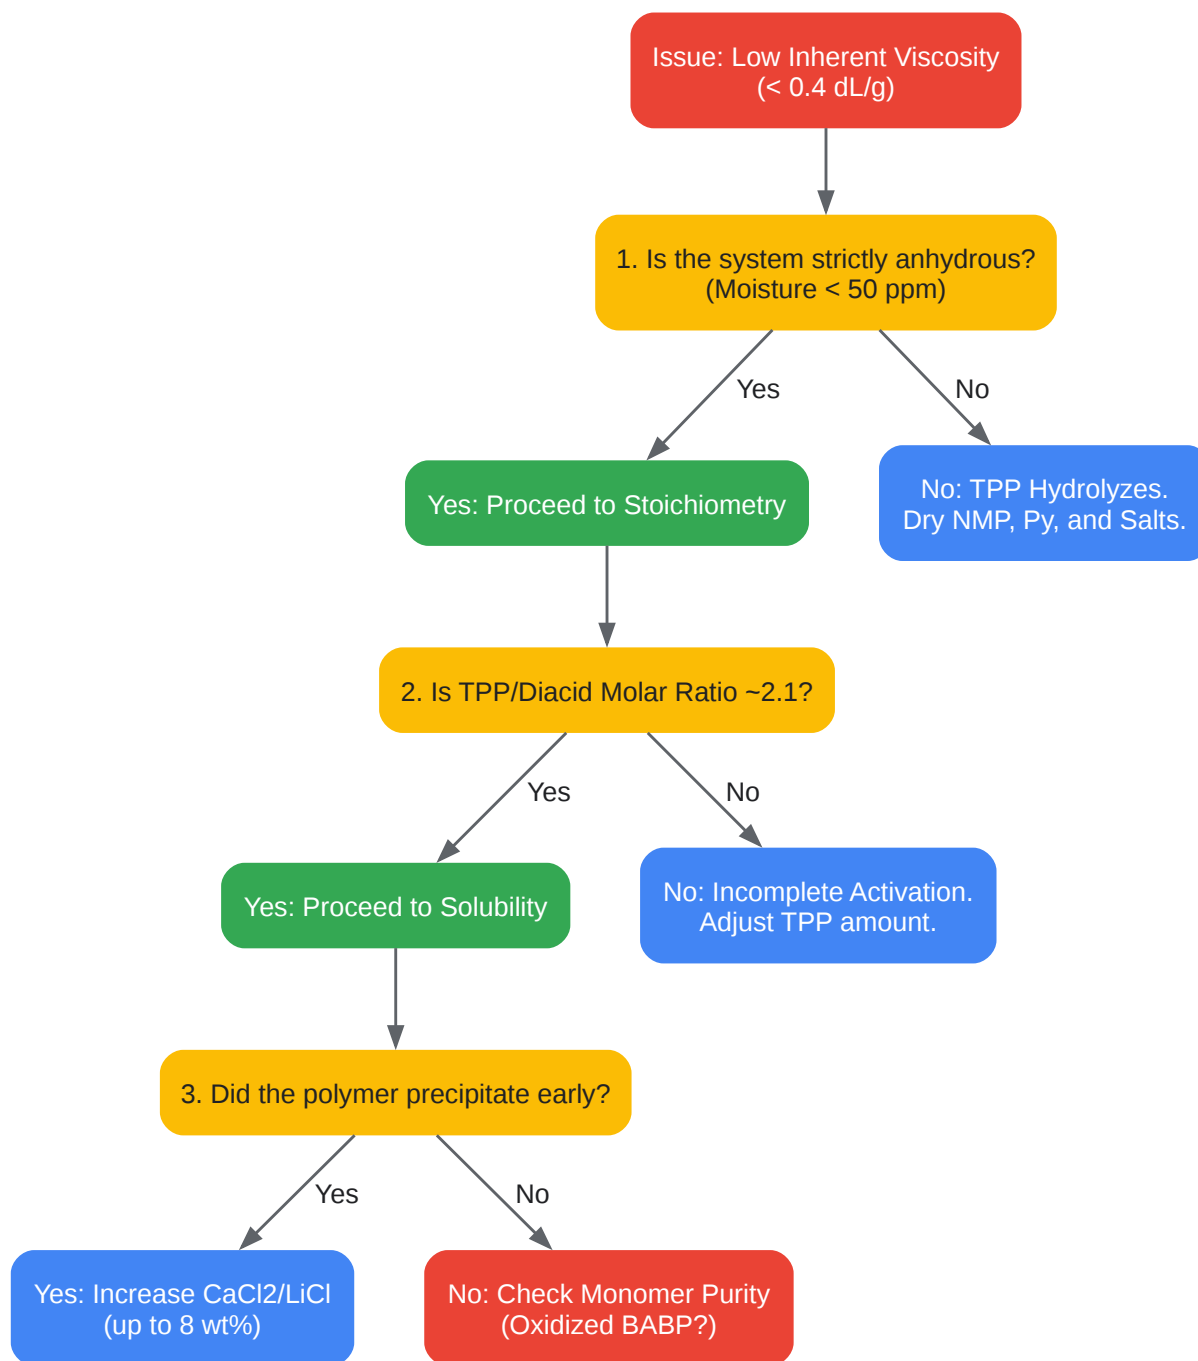 Issue: Low Inherent Viscosity
(< 0.4 dL/g)
1. Is the system strictly anhydrous?
(Moisture < 50 ppm)
Yes
No
Yes: Proceed to Stoichiometry
No: TPP Hydrolyzes.
Dry NMP, Py, and Salts.
2. Is TPP/Diacid Molar Ratio ~2.1?
Yes
No
Yes: Proceed to Solubility
No: Incomplete Activation.
Adjust TPP amount.
3. Did the polymer precipitate early?
Yes
No
Yes: Increase CaCl2/LiCl
(up to 8 wt%)
No: Check Monomer Purity
(Oxidized BABP?)